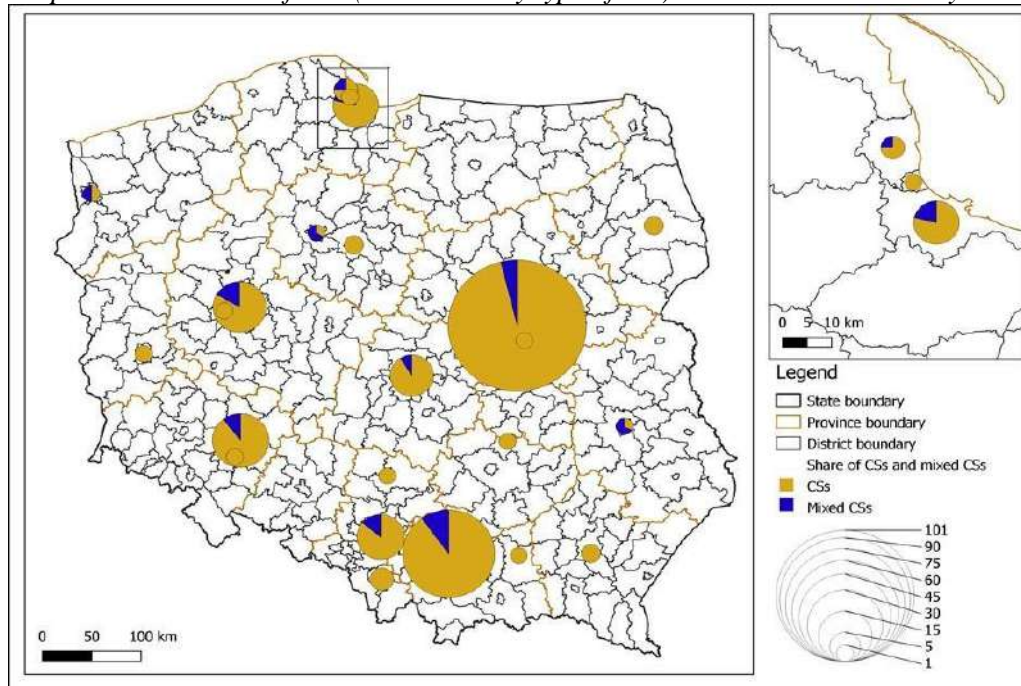 0 5 10 km
Legend
State boundary
Province boundary
District boundary
Share of CSs and mixed CSs
CSs
Mixed CSs
101
90
75
60
45
30
15
5
1
0 50 100 km